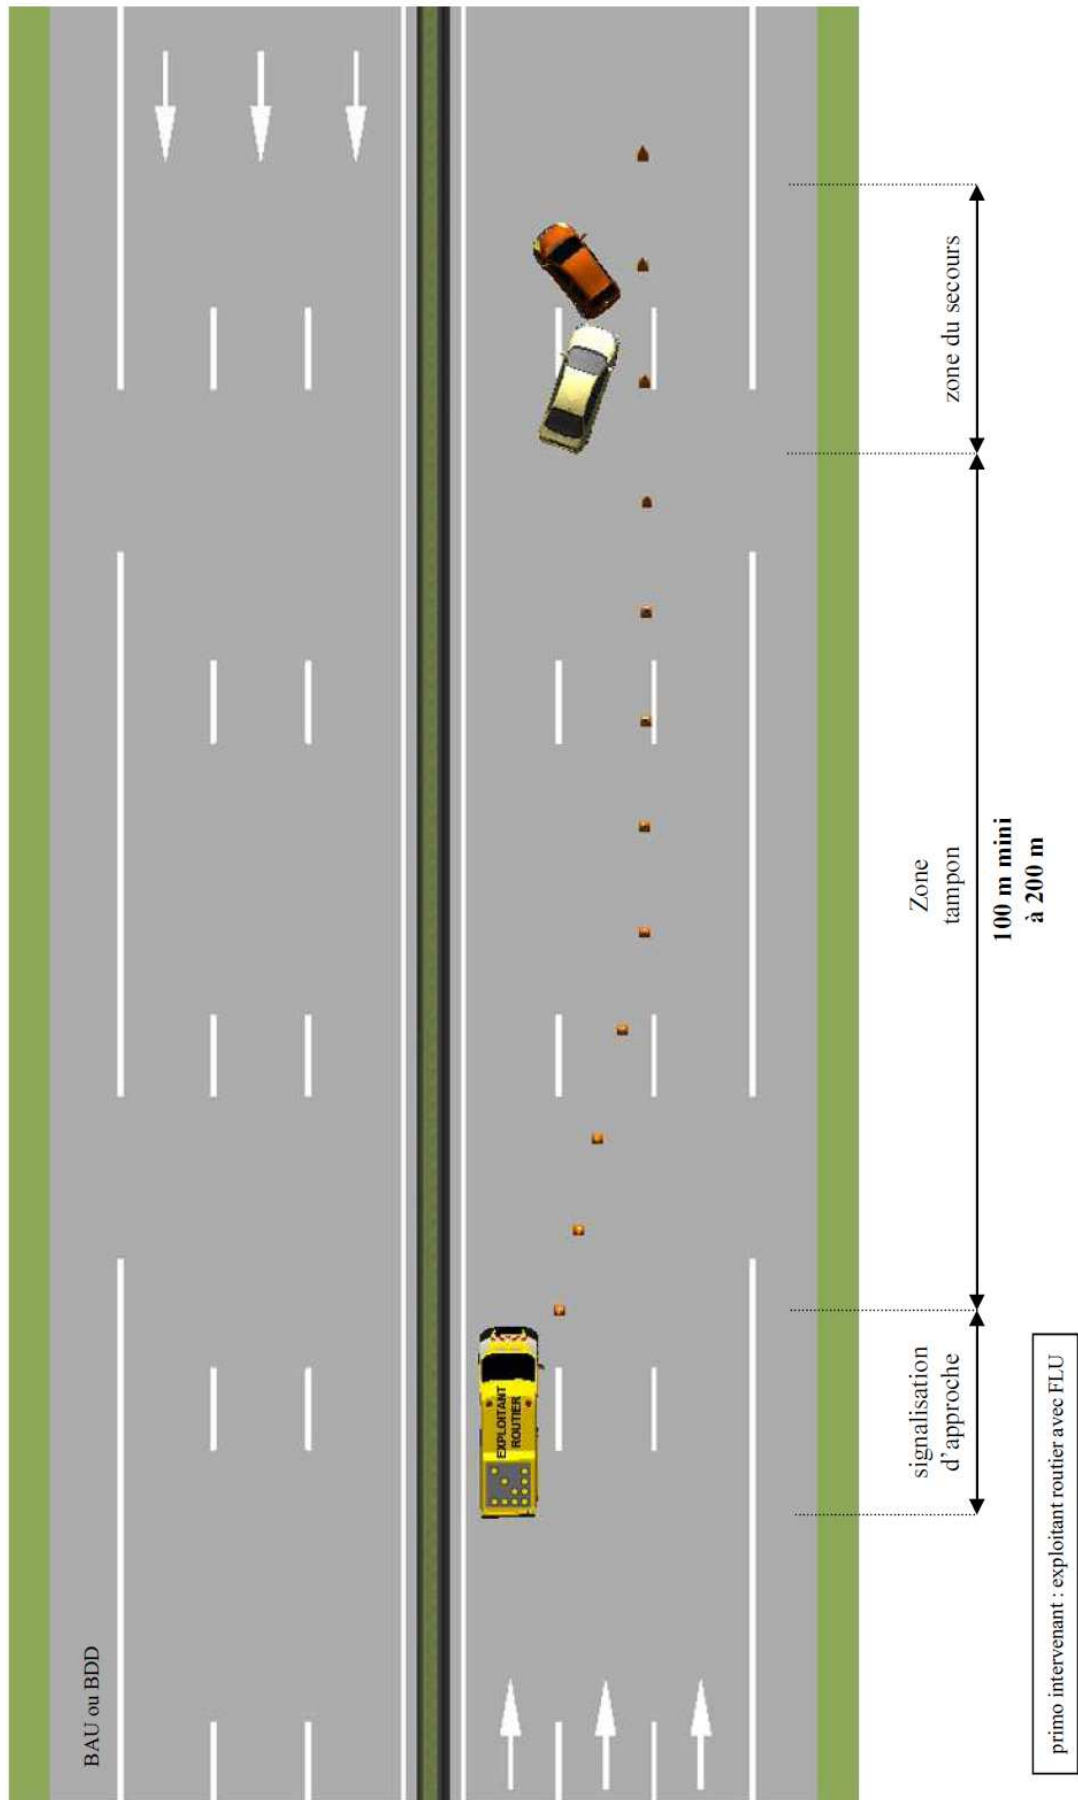 BAU ou BDD
EXPLOITANT
ROUTIER
signalisation
d'approche
Zone
tampon
100 m mini
à 200 m
zone du secours
primo intervenant : exploitant routier avec FLU